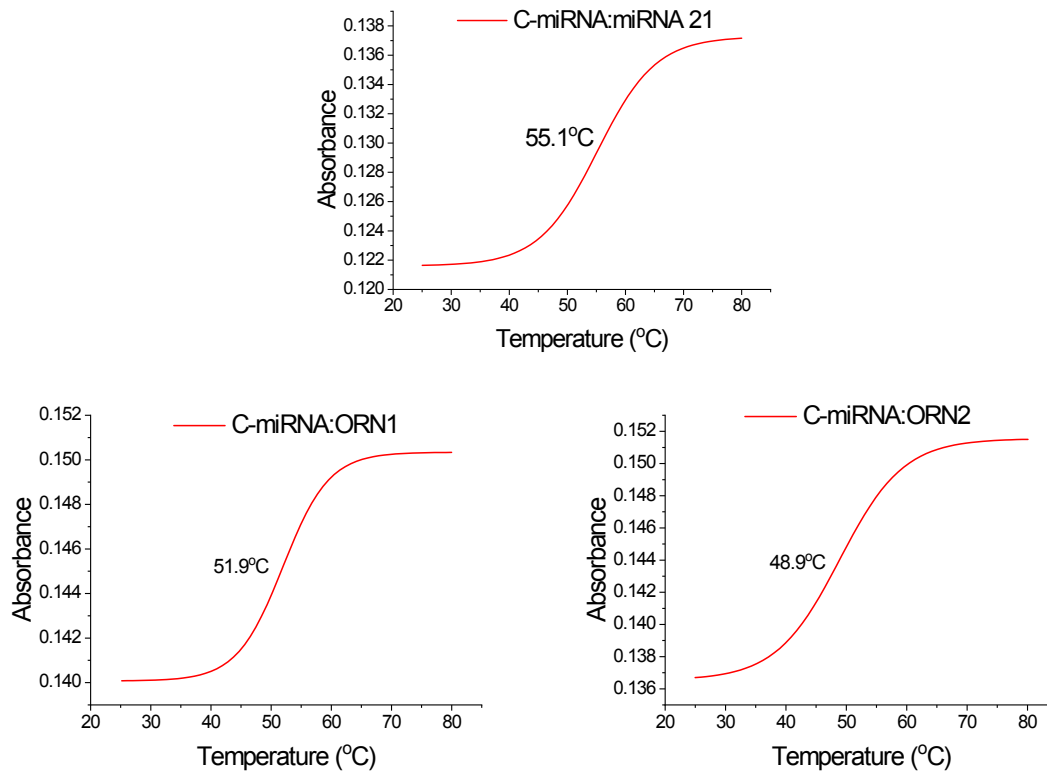 C-miRNA:miRNA 21
0.138
0.136
0.134
0.132
0.130
0.128
0.126
0.124
0.122
0.120
Absorbance
55.1°C
20 30 40 50 60 70 80
Temperature (°C)
C-miRNA:ORN1
0.152
0.150
0.148
0.146
0.144
0.142
0.140
Absorbance
51.9°C
20 30 40 50 60 70 80
Temperature (°C)
C-miRNA:ORN2
0.152
0.150
0.148
0.146
0.144
0.142
0.140
0.138
0.136
Absorbance
48.9°C
20 30 40 50 60 70 80
Temperature (°C)